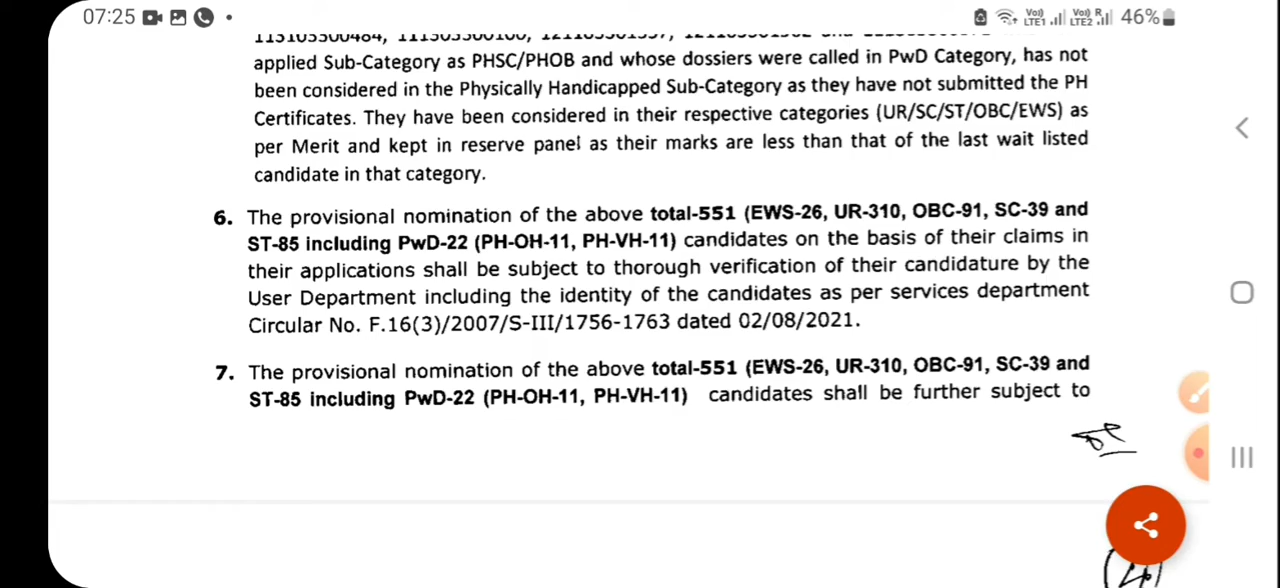 07:25
Vo) LTE1 Vo) R LTE2 46%
applied Sub-Category as PHSC/PHOB and whose dossiers were called in PwD Category, has not
been considered in the Physically Handicapped Sub-Category as they have not submitted the PH
Certificates. They have been considered in their respective categories (UR/SC/ST/OBC/EWS) as
per Merit and kept in reserve panel as their marks are less than that of the last wait listed
candidate in that category.
6. The provisional nomination of the above total-551 (EWS-26, UR-310, OBC-91, SC-39 and
ST-85 including PwD-22 (PH-OH-11, PH-VH-11) candidates on the basis of their claims in
their applications shall be subject to thorough verification of their candidature by the
User Department including the identity of the candidates as per services department
Circular No. F.16(3)/2007/S-III/1756-1763 dated 02/08/2021.
7. The provisional nomination of the above total-551 (EWS-26, UR-310, OBC-91, SC-39 and
ST-85 including PwD-22 (PH-OH-11, PH-VH-11) candidates shall be further subject to